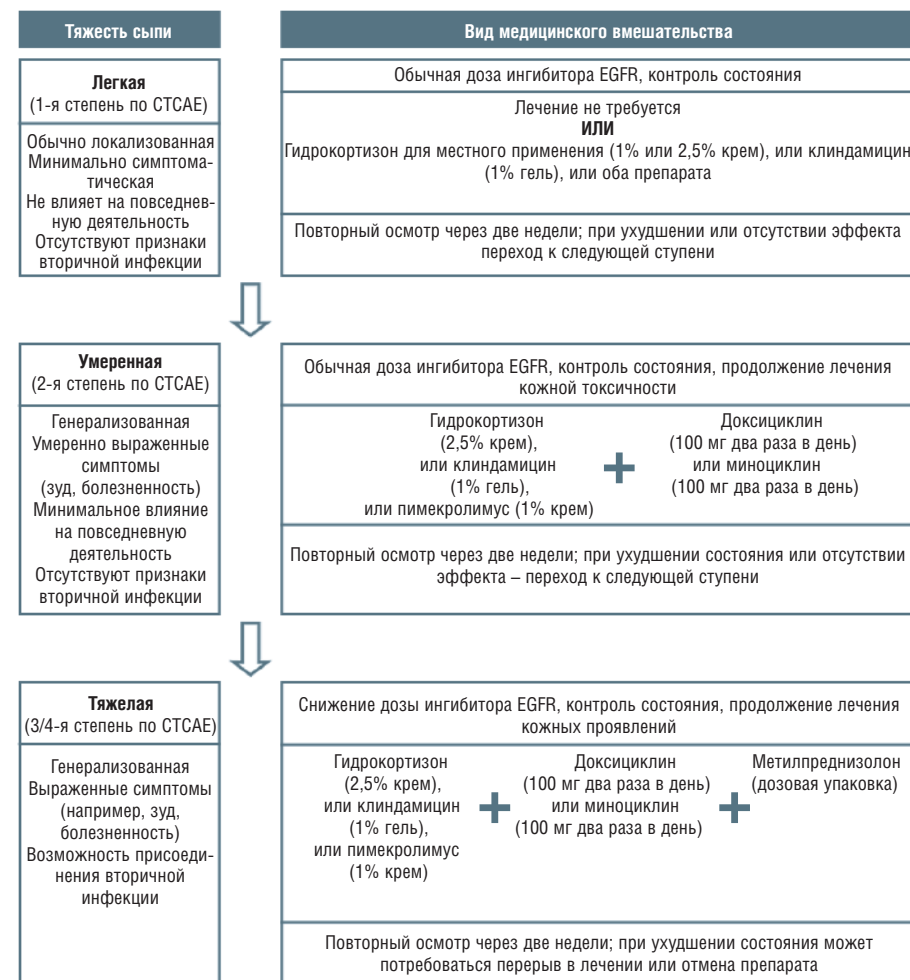 Тяжесть сыпи
Вид медицинского вмешательства
Легкая
(1-я степень по CTCAE)
Обычно локализованная
Минимально симптома-
тическая
Не влияет на повседнев-
ную деятельность
Отсутствуют признаки
вторичной инфекции
Обычная доза ингибитора EGFR, контроль состояния
Лечение не требуется
ИЛИ
Гидрокортизон для местного применения (1% или 2,5% крем), или клиндамицин
(1% гель), или оба препарата
Повторный осмотр через две недели; при ухудшении или отсутствии эффекта
переход к следующей ступени
Умеренная
(2-я степень по CTCAE)
Генерализованная
Умеренно выраженные
симптомы
(зуд, болезненность)
Минимальное влияние
на повседневную
деятельность
Отсутствуют признаки
вторичной инфекции
Обычная доза ингибитора EGFR, контроль состояния, продолжение лечения
кожной токсичности
Гидрокортизон
(2,5% крем),
или клиндамицин
(1% гель),
или пимекролимус (1% крем)
+
Доксициклин
(100 мг два раза в день)
или миноциклин
(100 мг два раза в день)
Повторный осмотр через две недели; при ухудшении состояния или отсутствии
эффекта – переход к следующей ступени
Тяжелая
(3/4-я степень по CTCAE)
Генерализованная
Выраженные симптомы
(например, зуд,
болезненность)
Возможность присоеди-
нения вторичной
инфекции
Снижение дозы ингибитора EGFR, контроль состояния, продолжение лечения
кожных проявлений
Гидрокортизон
(2,5% крем),
или клиндамицин
(1% гель),
или пимекролимус
(1% крем)
+
Доксициклин
(100 мг два раза в день)
или миноциклин
(100 мг два раза в день)
+
Метилпреднизолон
(дозовая упаковка)
Повторный осмотр через две недели; при ухудшении состояния может
потребоваться перерыв в лечении или отмена препарата